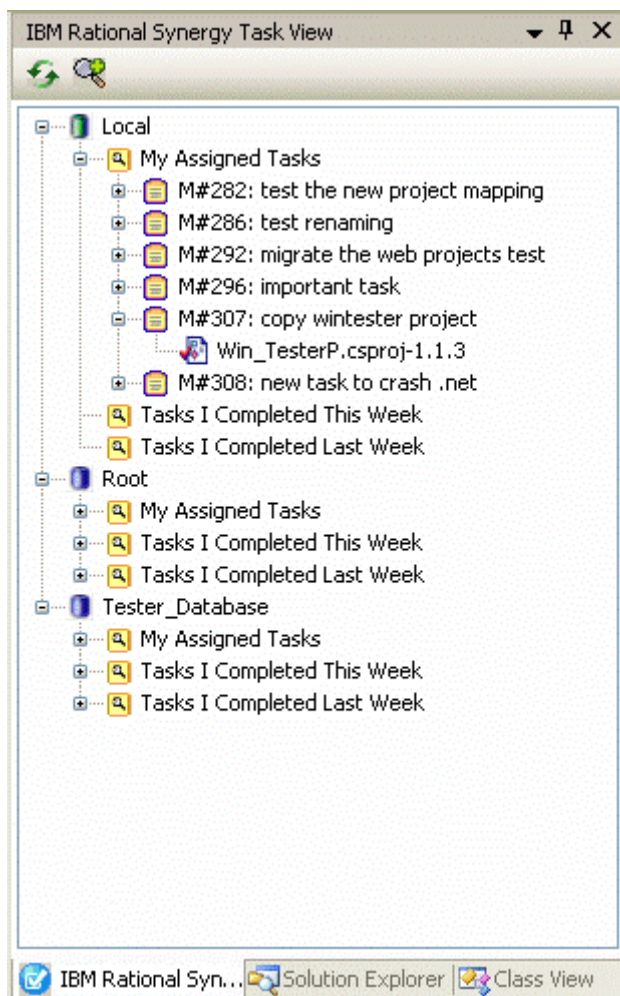 IBM Rational Synergy Task View
Local
My Assigned Tasks
M#282: test the new project mapping
M#286: test renaming
M#292: migrate the web projects test
M#296: important task
M#307: copy wintester project
Win_TesterP.csproj-1.1.3
M#308: new task to crash .net
Tasks I Completed This Week
Tasks I Completed Last Week
Root
My Assigned Tasks
Tasks I Completed This Week
Tasks I Completed Last Week
Tester_Database
My Assigned Tasks
Tasks I Completed This Week
Tasks I Completed Last Week
IBM Rational Syn... Solution Explorer Class View